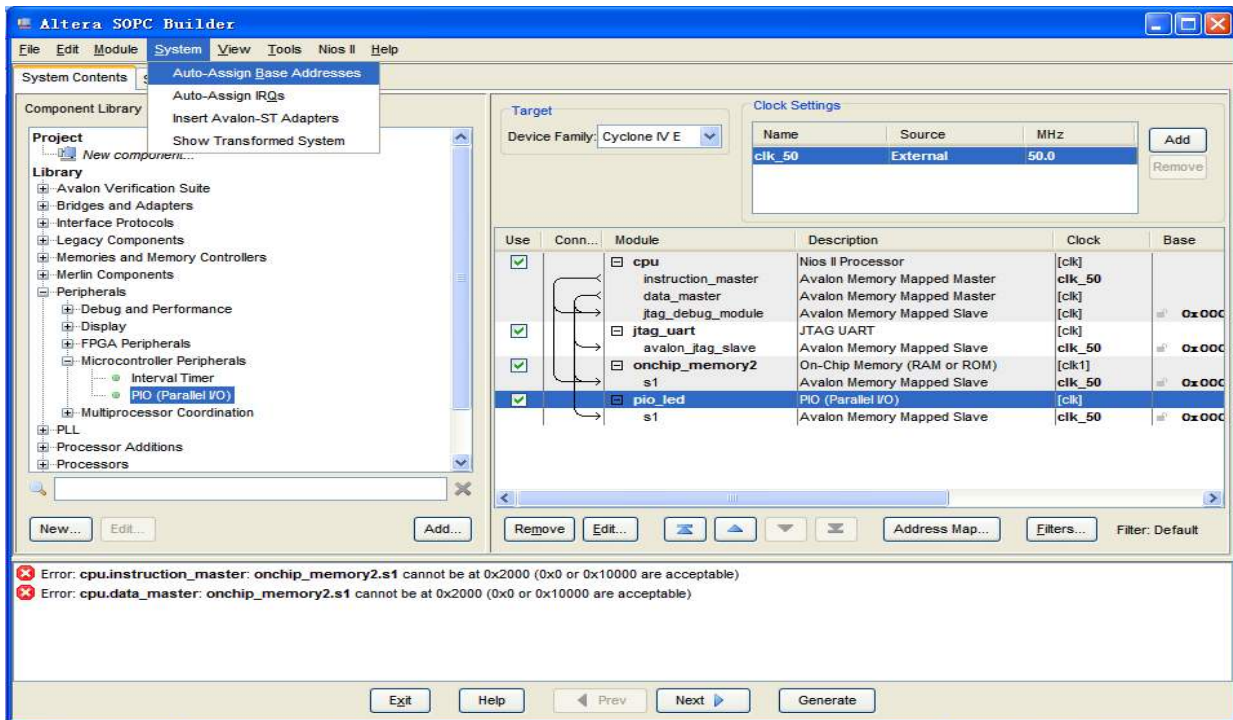 Altera SOPC Builder
File Edit Module System View Tools Nios II Help
System Contents
Auto-Assign Base Addresses
Auto-Assign IRQs
Insert Avalon-ST Adapters
Show Transformed System
Component Library
Project
New component...
Library
Avalon Verification Suite
Bridges and Adapters
Interface Protocols
Legacy Components
Memories and Memory Controllers
Merlin Components
Peripherals
Debug and Performance
Display
FPGA Peripherals
Microcontroller Peripherals
Interval Timer
PIO (Parallel I/O)
Multiprocessor Coordination
PLL
Processor Additions
Processors
New... Edit... Add...
Target
Device Family: Cyclone IV E
Clock Settings
Name Source MHz
clk_50 External 50.0
Add
Remove
Use Conn... Module Description Clock Base
cpu Nios II Processor [clk]
instruction_master Avalon Memory Mapped Master clk_50
data_master Avalon Memory Mapped Master [clk]
jtag_debug_module Avalon Memory Mapped Slave [clk] 0x000
jtag_uart JTAG UART [clk]
avalon_jtag_slave Avalon Memory Mapped Slave clk_50 0x000
onchip_memory2 On-Chip Memory (RAM or ROM) [clk1]
s1 Avalon Memory Mapped Slave clk_50 0x000
pio_led PIO (Parallel I/O) [clk]
s1 Avalon Memory Mapped Slave clk_50 0x000
Remove Edit... Address Map... Filters... Filter: Default
Error: cpu.instruction_master: onchip_memory2.s1 cannot be at 0x2000 (0x0 or 0x10000 are acceptable)
Error: cpu.data_master: onchip_memory2.s1 cannot be at 0x2000 (0x0 or 0x10000 are acceptable)
Exit Help Prev Next Generate